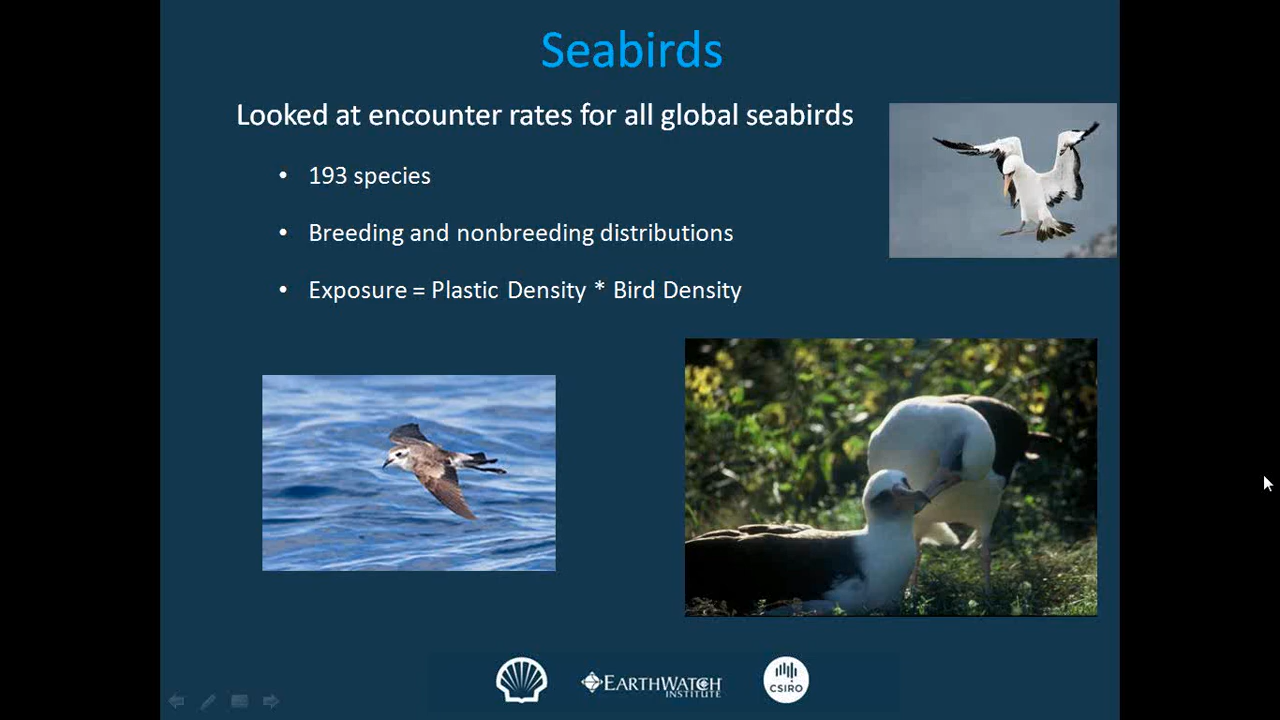 Seabirds
Looked at encounter rates for all global seabirds
• 193 species
• Breeding and nonbreeding distributions
• Exposure = Plastic Density * Bird Density
EARTHWATCH
INSTITUTE
CSIRO